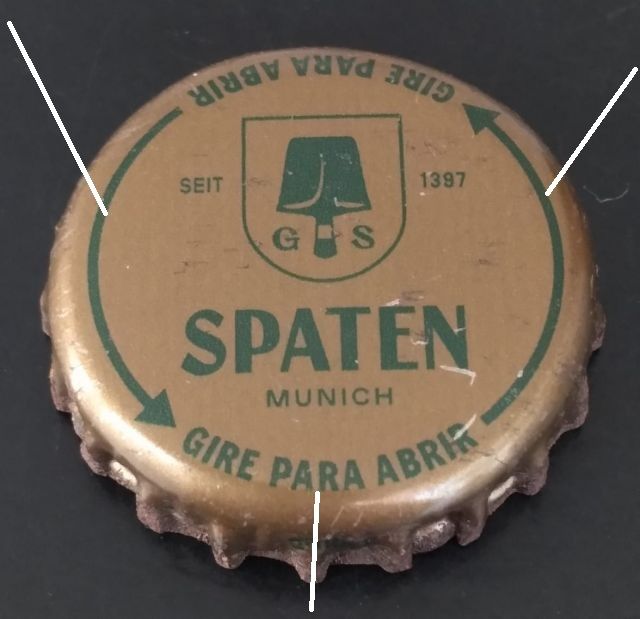 GIRE PARA ABRIR
SEIT 1397
G S
SPATEN
MUNICH
GIRE PARA ABRIR